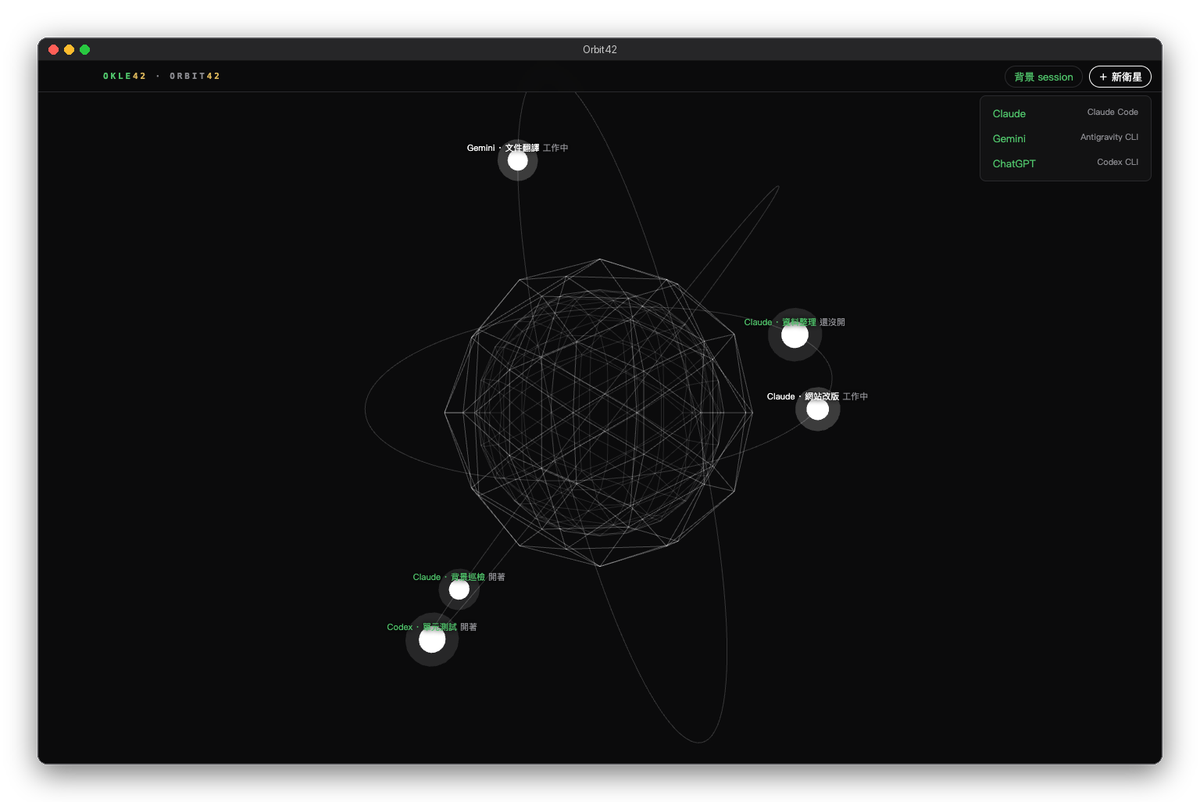 Orbit42
OKLE42 · ORBIT42
背景 session
+ 新衛星
Claude Claude Code
Gemini Antigravity CLI
ChatGPT Codex CLI
Gemini · 文件翻譯 工作中
Claude · 資料整理 還沒開
Claude · 網站改版 工作中
Claude · 背景巡檢 開著
Codex · 單元測試 開著